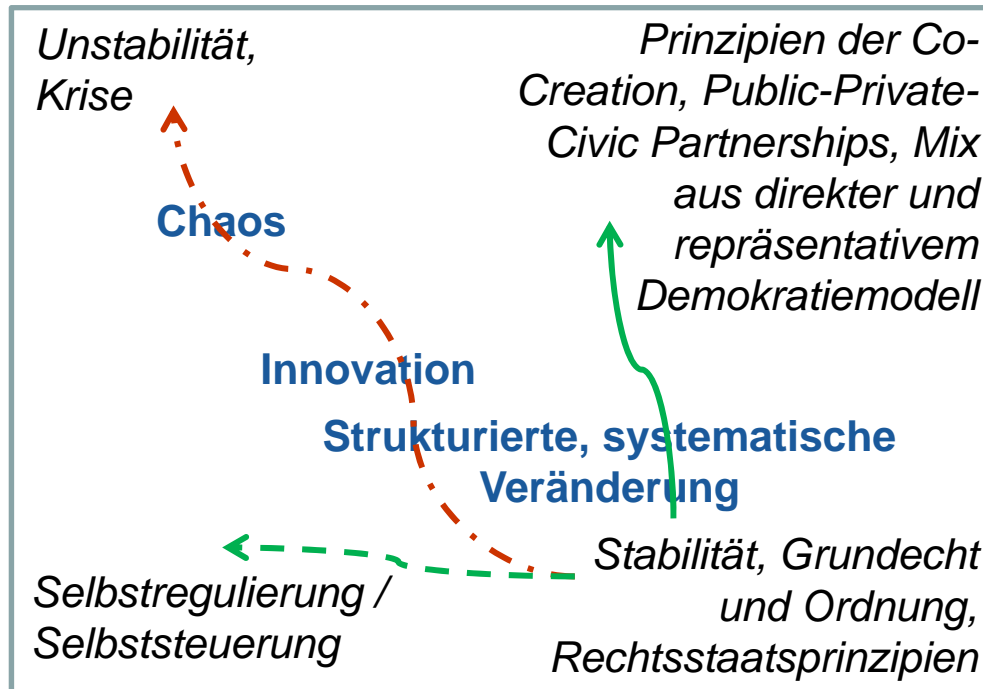 Unstabilität,
Krise
Prinzipien der Co-
Creation, Public-Private-
Civic Partnerships, Mix
aus direkter und
repräsentativem
Demokratiemodell
Chaos
Innovation
Strukturierte, systematische
Veränderung
Selbstregulierung /
Selbststeuerung
Stabilität, Grundecht
und Ordnung,
Rechtsstaatsprinzipien